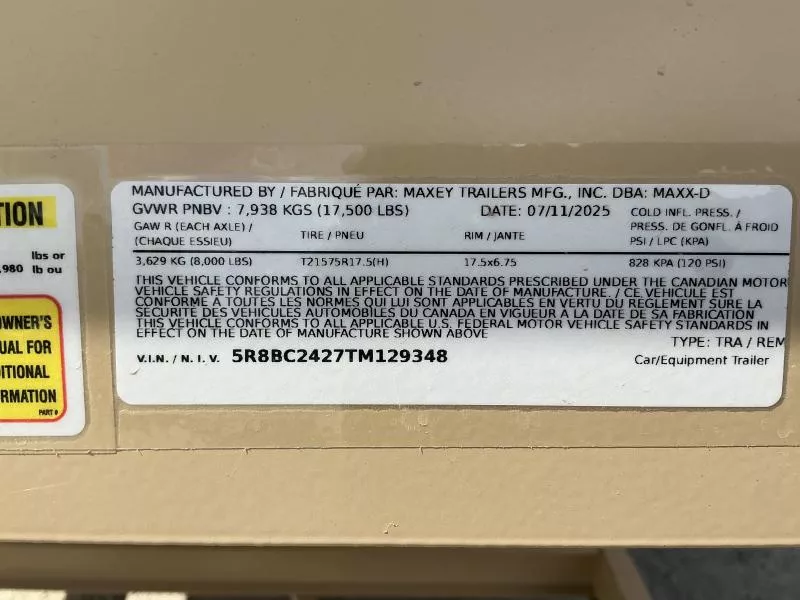 MANUFACTURED BY / FABRIQUÉ PAR: MAXEY TRAILERS MFG., INC. DBA: MAXX-D
GVWR PNBV : 7,938 KGS (17,500 LBS) DATE: 07/11/2025
COLD INFL. PRESS. /
PRESS. DE GONFL. À FROID
PSI / LPC (KPA)
GAW R (EACH AXLE) /
(CHAQUE ESSIEU)
TIRE / PNEU
RIM / JANTE
3,629 KG (8,000 LBS) T21575R17.5(H) 17.5x6.75 828 KPA (120 PSI)
THIS VEHICLE CONFORMS TO ALL APPLICABLE STANDARDS PRESCRIBED UNDER THE CANADIAN MOTOR
VEHICLE SAFETY REGULATIONS IN EFFECT ON THE DATE OF MANUFACTURE. / CE VEHICULE EST
CONFORME A TOUTES LES NORMES QUI LUI SONT APPLICABLES EN VERTU DU REGLEMENT SUR LA
SECURITE DES VEHICULES AUTOMOBILES DU CANADA EN VIGUEUR A LA DATE DE SA FABRICATION
THIS VEHICLE CONFORMS TO ALL APPLICABLE U.S. FEDERAL MOTOR VEHICLE SAFETY STANDARDS IN
EFFECT ON THE DATE OF MANUFACTURE SHOWN ABOVE
TYPE: TRA / REM
V.I.N. / N. I. V. 5R8BC2427TM129348
Car/Equipment Trailer
TION
lbs or
,980 lb ou
OWNER'S
UAL FOR
DITIONAL
RMATION
PART #